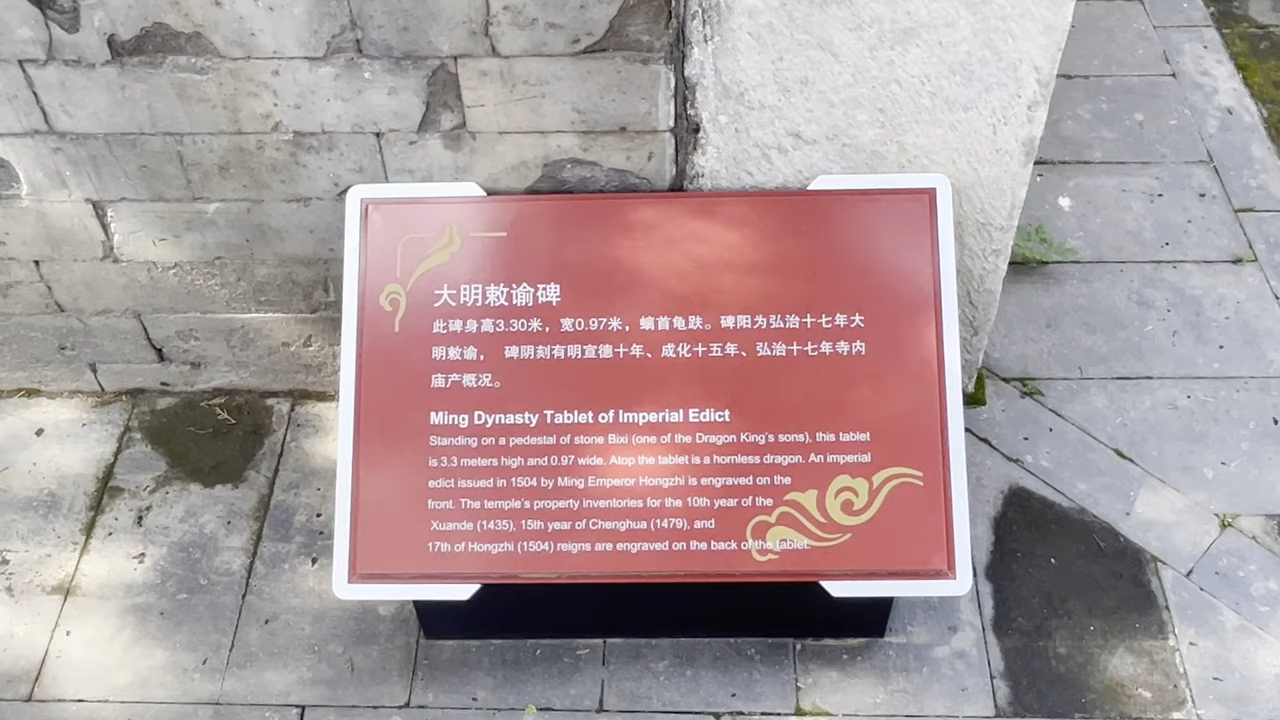 大明敕谕碑
此碑身高3.30米，宽0.97米，螭首龟趺。碑阳为弘治十七年大
明敕谕， 碑阴刻有明宣德十年、成化十五年、弘治十七年寺内
庙产概况。
Ming Dynasty Tablet of Imperial Edict
Standing on a pedestal of stone Bixi (one of the Dragon King's sons), this tablet
is 3.3 meters high and 0.97 wide. Atop the tablet is a hornless dragon. An imperial
edict issued in 1504 by Ming Emperor Hongzhi is engraved on the
front. The temple's property inventories for the 10th year of the
Xuande (1435), 15th year of Chenghua (1479), and
17th of Hongzhi (1504) reigns are engraved on the back of the tablet.